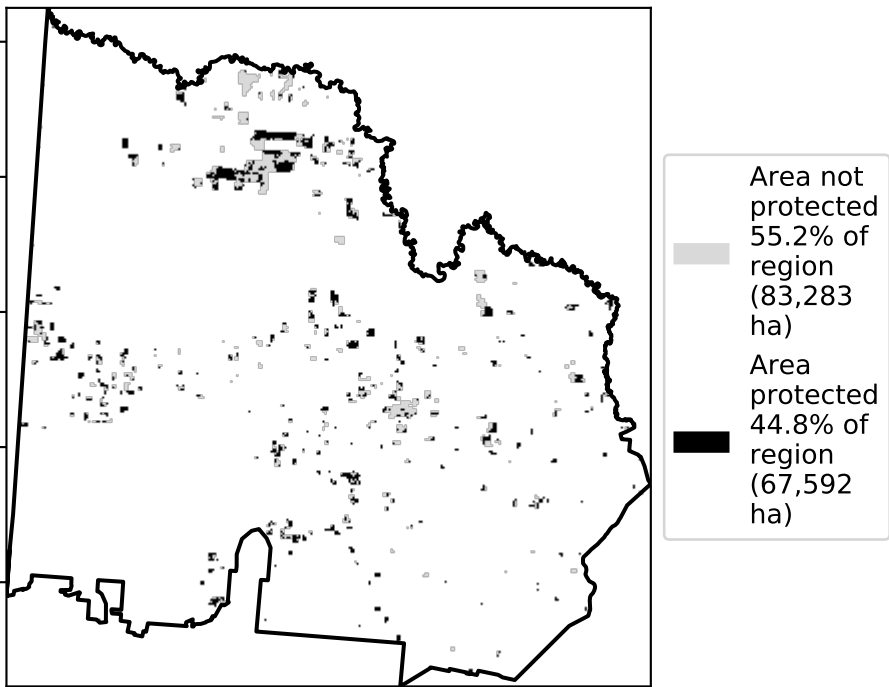 Area not
protected
55.2% of
region
(83,283
ha)
Area
protected
44.8% of
region
(67,592
ha)